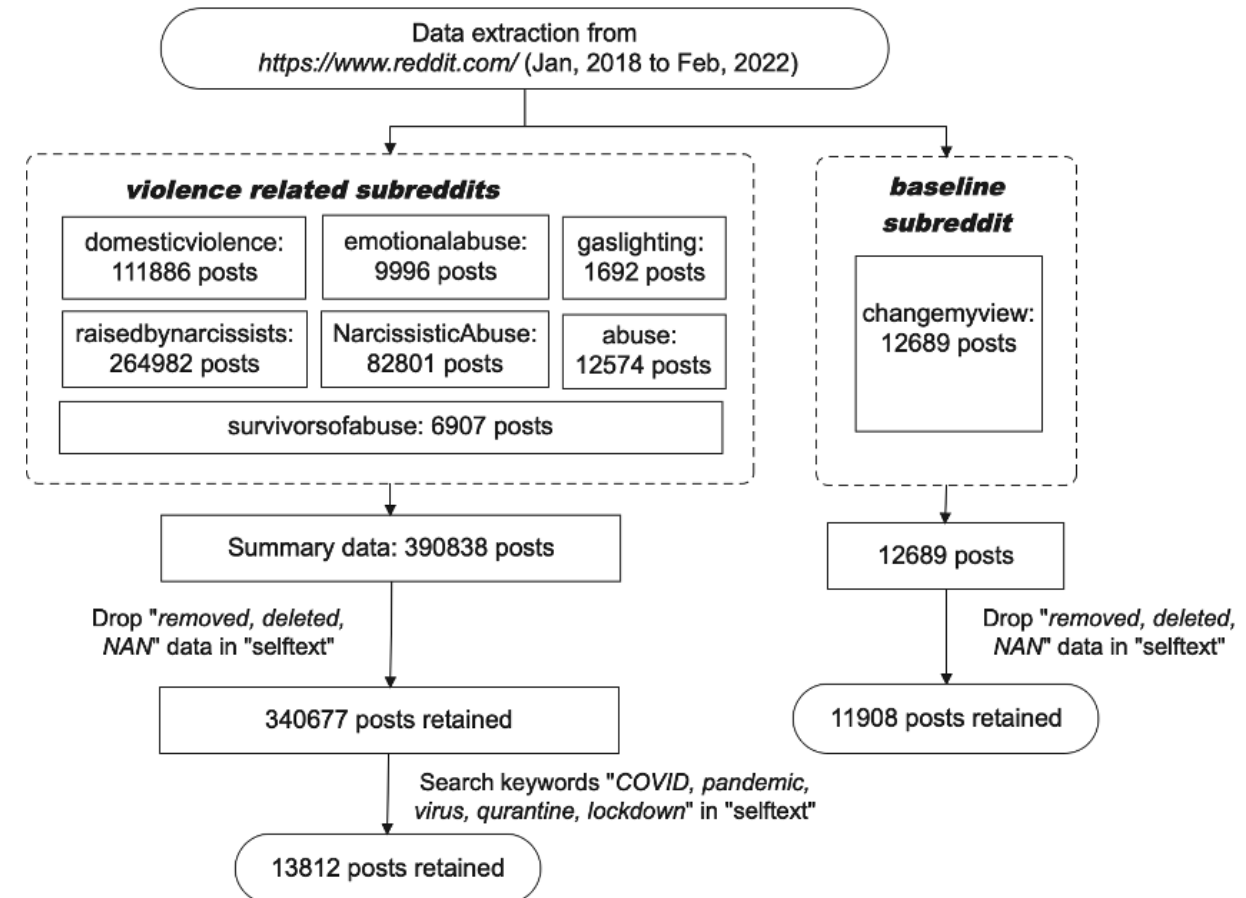 Data extraction from
https://www.reddit.com/ (Jan, 2018 to Feb, 2022)
violence related subreddits
domesticviolence:
111886 posts
emotionalabuse:
9996 posts
gaslighting:
1692 posts
raisedbynarcissists:
264982 posts
NarcissisticAbuse:
82801 posts
abuse:
12574 posts
survivorsofabuse: 6907 posts
baseline
subreddit
changemyview:
12689 posts
Summary data: 390838 posts
12689 posts
Drop "removed, deleted,
NAN" data in "selftext"
Drop "removed, deleted,
NAN" data in "selftext"
340677 posts retained
11908 posts retained
Search keywords "COVID, pandemic,
virus, qurantine, lockdown" in "selftext"
13812 posts retained